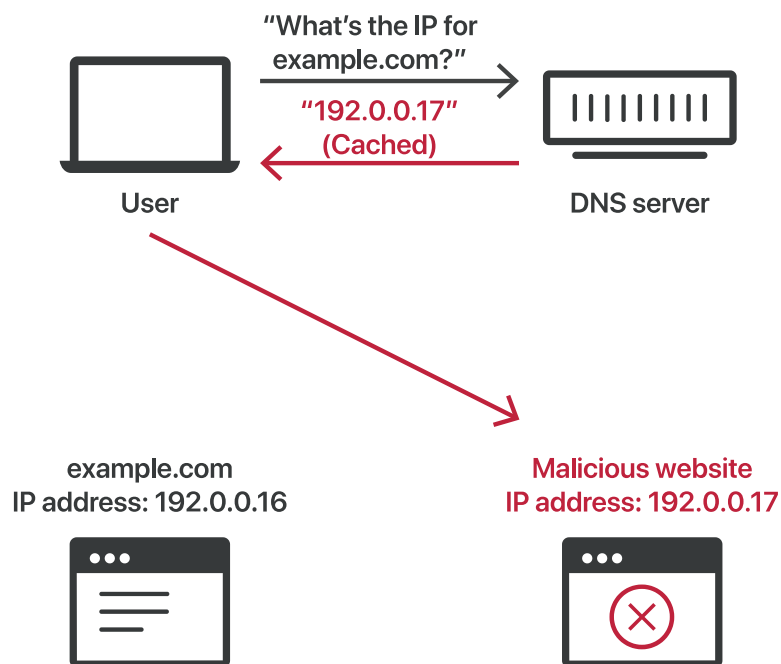 “What’s the IP for
example.com?”
“192.0.0.17”
(Cached)
User
DNS server
example.com
IP address: 192.0.0.16
Malicious website
IP address: 192.0.0.17